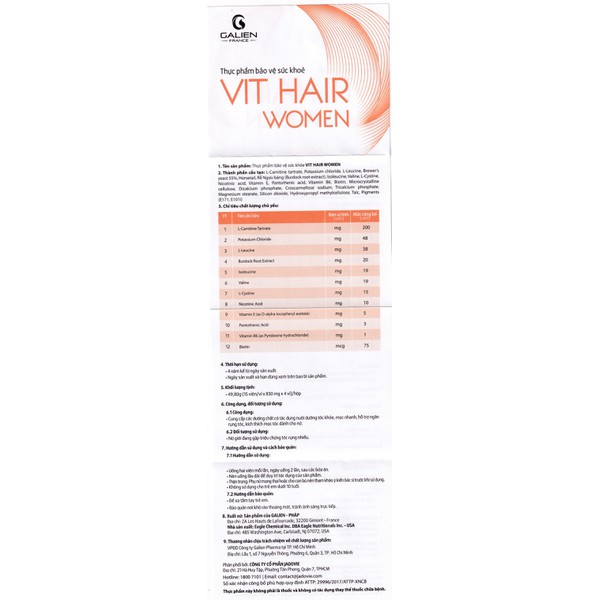 GALIEN
FRANCE
Thực phẩm bảo vệ sức khoẻ
VIT HAIR
WOMEN
1. Tên sản phẩm: Thực phẩm bảo vệ sức khỏe VIT HAIR WOMEN
2. Thành phần cấu tạo: L-Carnitine tartrate, Potassium chloride, L-Leucine, Brewer's
yeast 55%, Horsetail, Rễ Ngưu bàng (Burdock root extract), Isoleucine, Valine, L-Cystine,
Nicotinic acid, Vitamin E, Pantothenic acid, Vitamin B6, Biotin, Microcrystalline
cellulose, Dicalcium phosphate, Croscarmellose sodium, Tricalcium phosphate,
Magnesium stearate, Silicon dioxide, Hydroxypropyl methylcellulose, Talc, Pigments
(E171, E105)
3. Chỉ tiêu chất lượng chủ yếu:
TT Tên chỉ tiêu Đơn vị tính Mức công bố
1 L-Carnitine Tartrate mg 200
2 Potassium Chloride mg 48
3 L-Leucine mg 38
4 Burdock Root Extract mg 20
5 Isoleucine mg 19
6 Valine mg 19
7 L-Cystine mg 15
8 Nicotinic Acid mg 10
9 Vitamin E (as D-alpha tocopheryl acetate) mg 5
10 Pantothenic Acid mg 3
11 Vitamin B6 (as Pyridoxine hydrochloride) mg 1
12 Biotin mcg 75
4. Thời hạn sử dụng:
• 4 năm kể từ ngày sản xuất
• Ngày sản xuất và hạn dùng xem trên bao bì sản phẩm.
5. Khối lượng tịnh:
• 49,80g (15 viên/vỉ x 830 mg x 4 vỉ)/hộp
6. Công dụng, đối tượng sử dụng:
6.1 Công dụng:
• Cung cấp các dưỡng chất có tác dụng nuôi dưỡng tóc khỏe, mọc nhanh, hỗ trợ ngăn
rụng tóc, kích thích mọc tóc dành cho nữ.
6.2 Đối tượng sử dụng:
• Nữ giới đang gặp triệu chứng tóc rụng nhiều.
7. Hướng dẫn sử dụng và cách bảo quản:
7.1 Hướng dẫn sử dụng:
• Uống hai viên mỗi lần, ngày uống 2 lần, sau các bữa ăn.
• Nên uống lâu dài để duy trì tác dụng của sản phẩm.
• Thận trọng: Phụ nữ mang thai hoặc cho con bú nên tham khảo ý kiến bác sĩ trước khi sử dụng.
• Không sử dụng cho trẻ em dưới 10 tuổi.
7.2 Hướng dẫn bảo quản:
• Để xa tầm tay trẻ em.
• Bảo quản nơi khô ráo thoáng mát, tránh ánh sáng trực tiếp.
8. Xuất xứ: Sản phẩm của GALIEN - PHÁP
Địa chỉ: ZA Les Hauts de Lafourcade, 32200 Gimont - France
Nhà sản xuất: Eagle Chemical Inc. DBA Eagle Nutritionals Inc. - USA
Địa chỉ: 485 Washington Ave, Carlstadt, NJ 07072, USA
9. Thương nhân chịu trách nhiệm về chất lượng sản phẩm:
VPĐD Công ty Galien Pharma tại TP. Hồ Chí Minh
Địa chỉ: Lầu 1, số 7 Nguyễn Thông, Phường 6, Quận 3, TP. Hồ Chí Minh
Phân phối bởi: CÔNG TY CỔ PHẦN JADOVIE
Địa chỉ: 21 Hà Huy Tập, Phường Tân Phong, Quận 7, TPHCM
Hotline: 1800 7101 | Email: contact@jadovie.com
Số xác nhận công bố phù hợp quy định ATTP: 29996/2017/ATTP-XNCB
Thực phẩm này không phải là thuốc và không có tác dụng thay thế thuốc chữa bệnh.